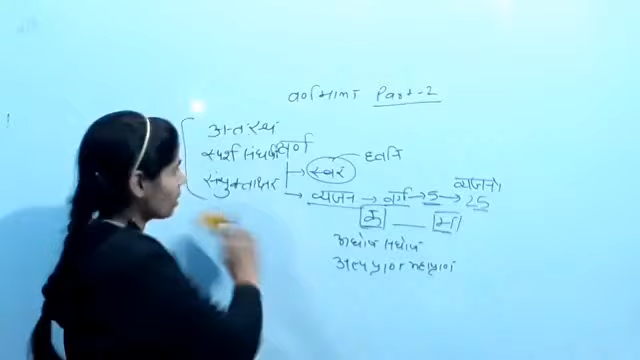 वर्णमाला Part-2
अन्तःस्थ
स्पर्श संघर्षी वर्ण
संयुक्ताक्षर स्वर ध्वनि
व्यंजन → वर्ग → 5 → 25 व्यंजन
क — म
अघोष सघोष
अल्पप्राण महाप्राण